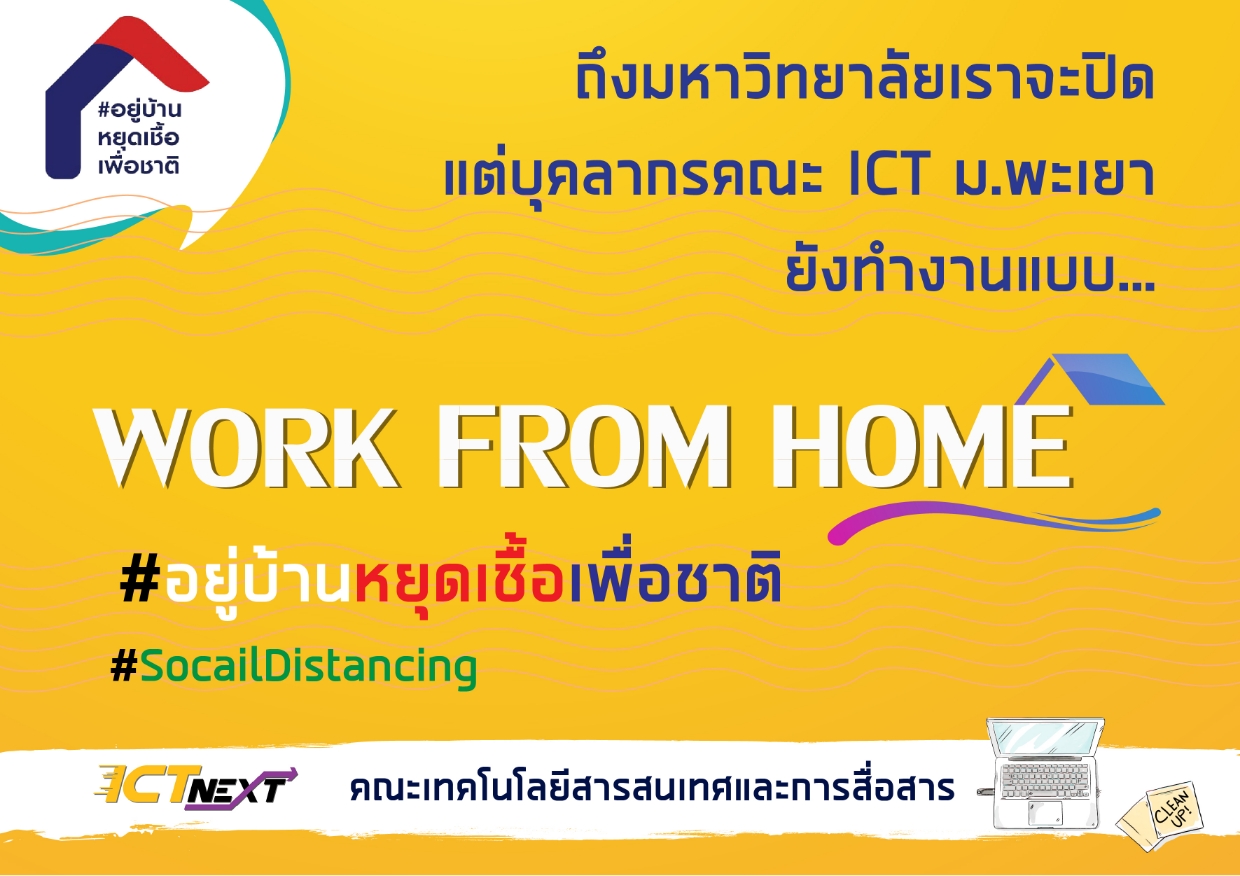 #อยู่บ้าน
หยุดเชื้อ
เพื่อชาติ
ถึงมหาวิทยาลัยเราจะปิด
แต่บุคลากรคณะ ICT ม.พะเยา
ยังทำงานแบบ...
WORK FROM HOME
#อยู่บ้านหยุดเชื้อเพื่อชาติ
#SocailDistancing
ICTNEXT
คณะเทคโนโลยีสารสนเทศและการสื่อสาร
CLEAN
UP!